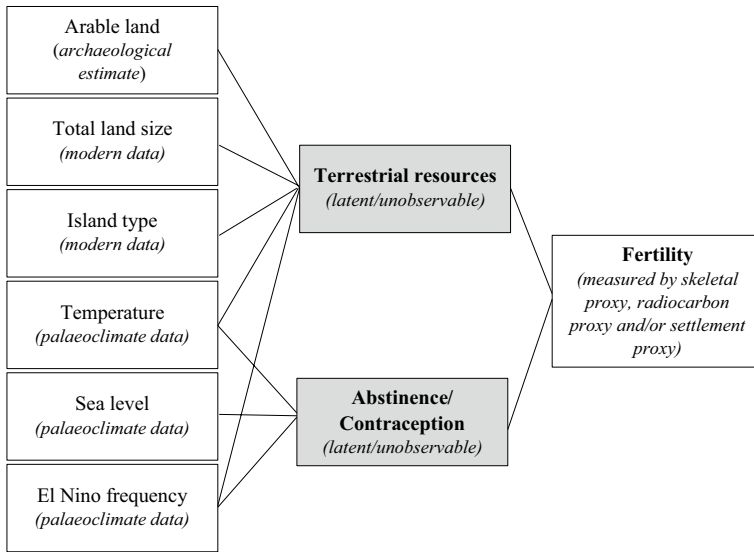 Arable land
(archaeological
estimate)
Total land size
(modern data)
Island type
(modern data)
Temperature
(palaeoclimate data)
Sea level
(palaeoclimate data)
El Nino frequency
(palaeoclimate data)
Terrestrial resources
(latent/unobservable)
Abstinence/
Contraception
(latent/unobservable)
Fertility
(measured by skeletal
proxy, radiocarbon
proxy and/or settlement
proxy)